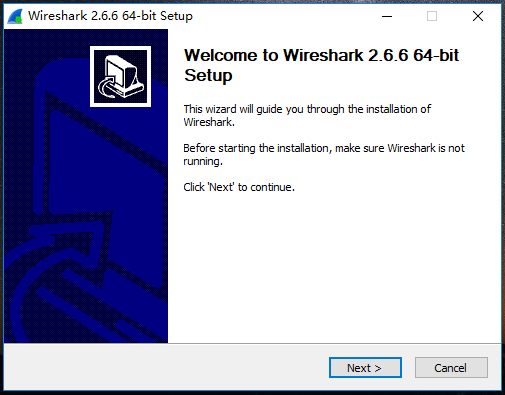 Wireshark 2.6.6 64-bit Setup
Welcome to Wireshark 2.6.6 64-bit
Setup
This wizard will guide you through the installation of
Wireshark.
Before starting the installation, make sure Wireshark is not
running.
Click 'Next' to continue.
Next >
Cancel